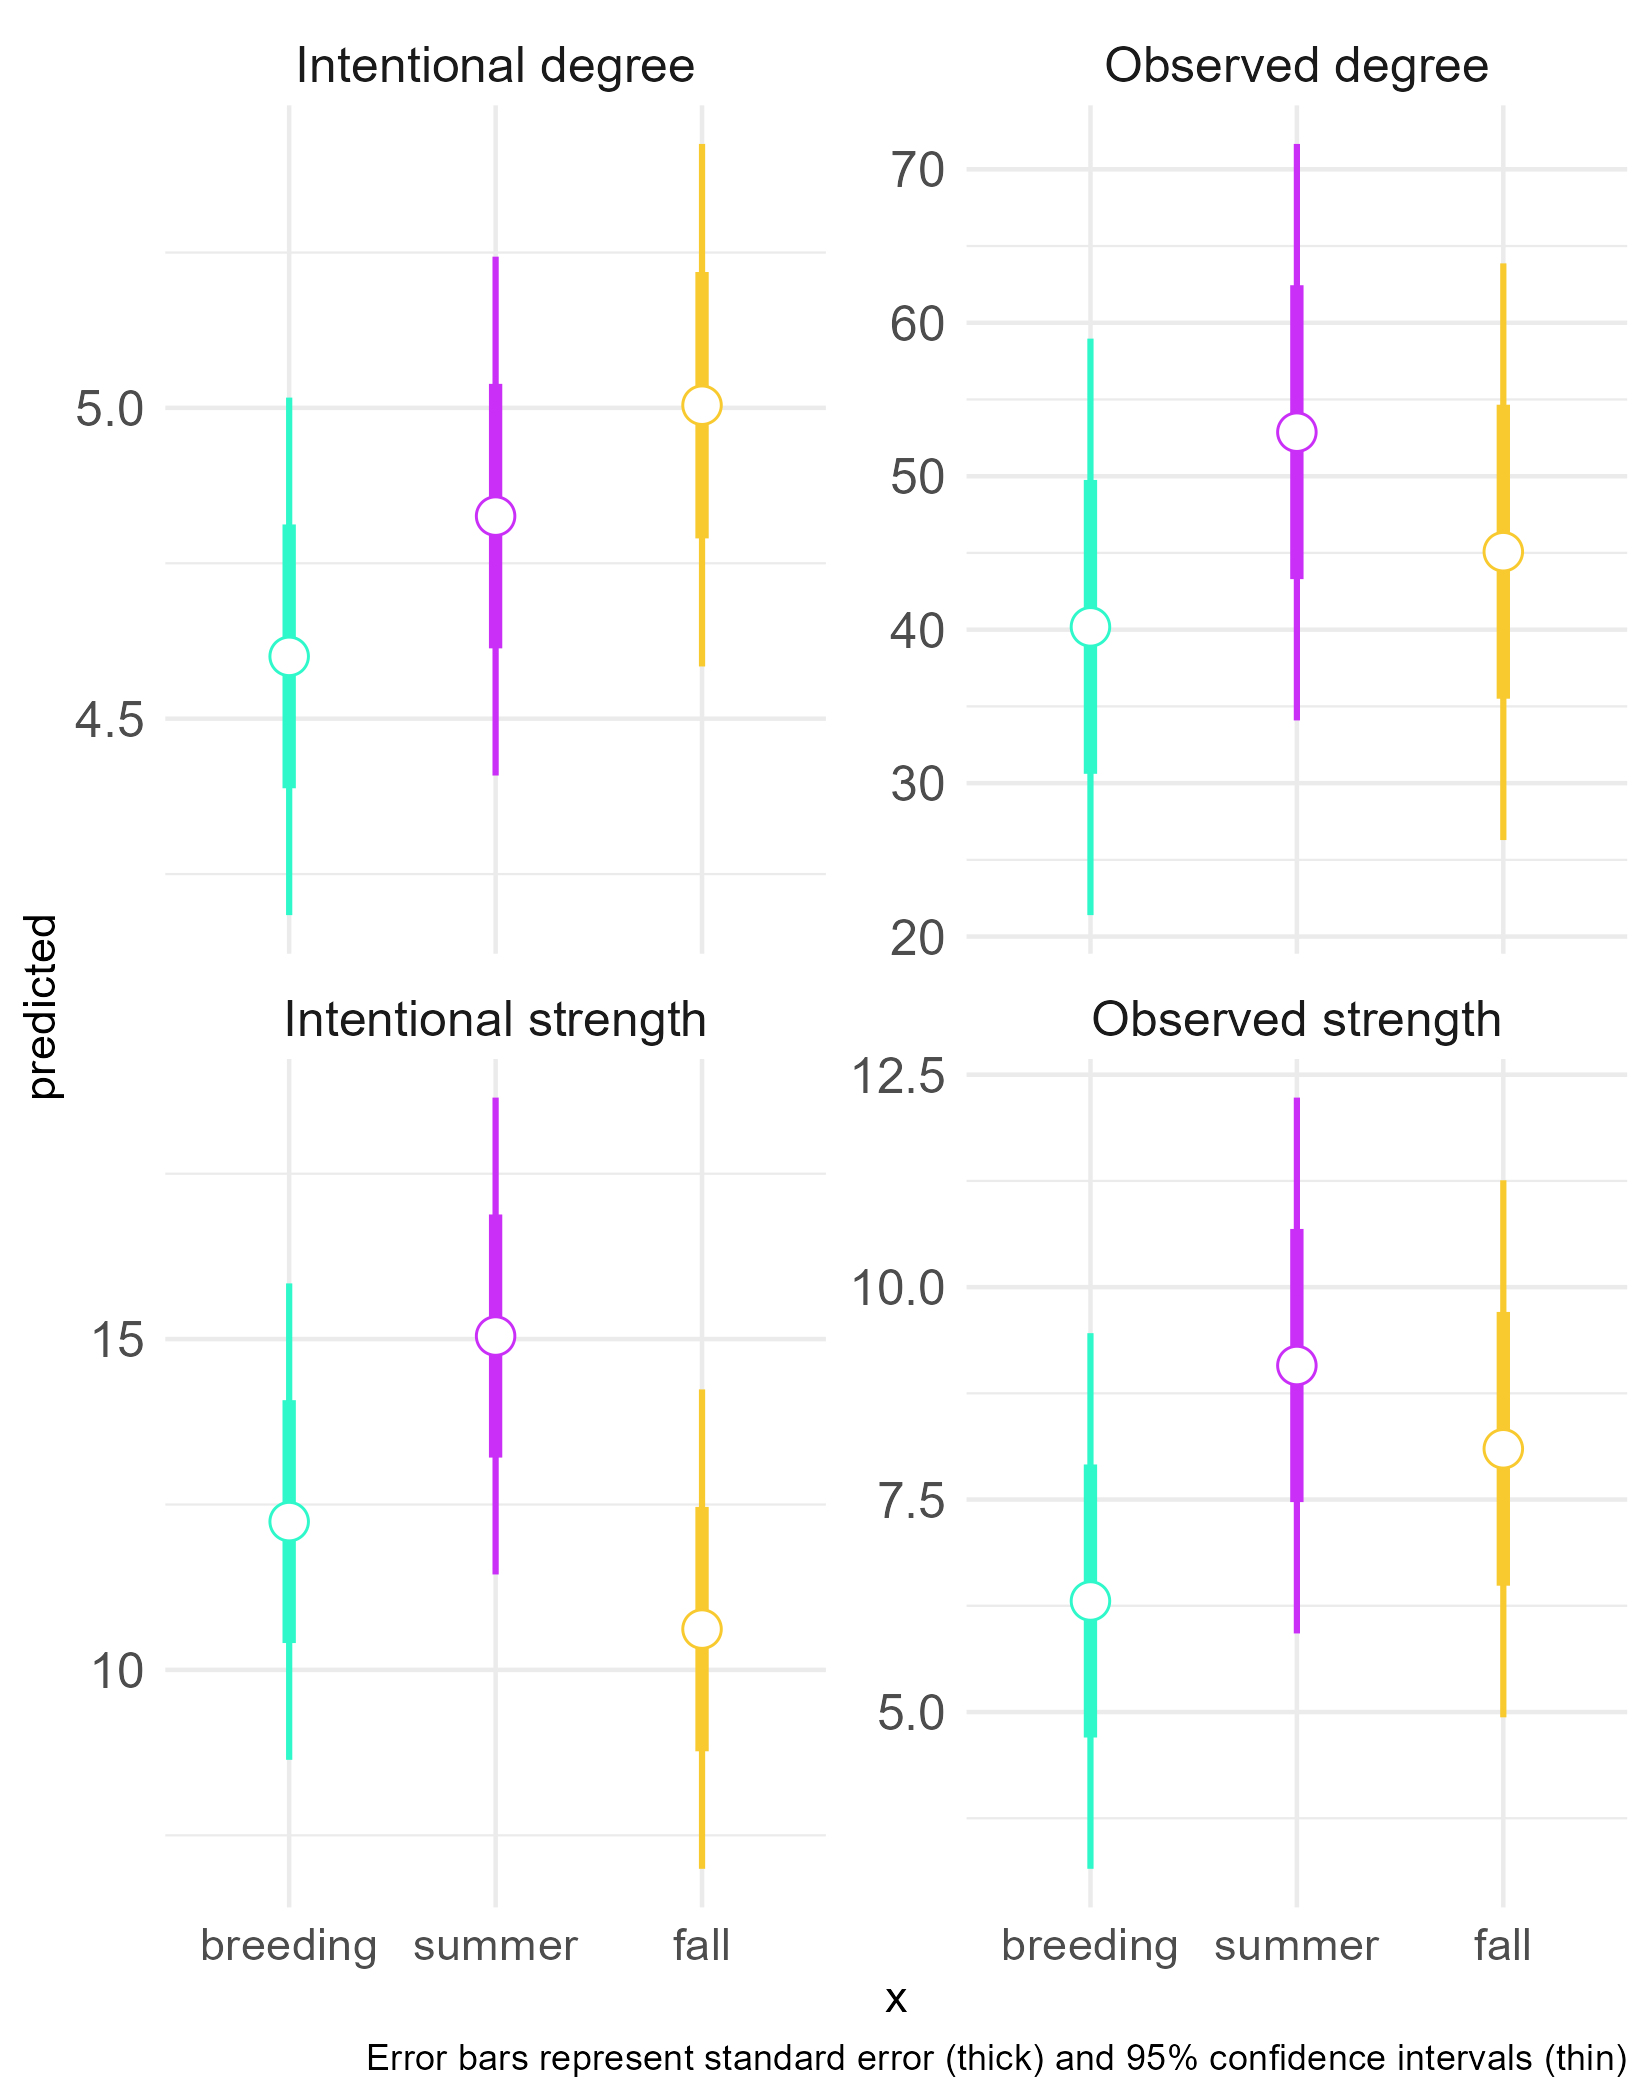 Intentional degree
Observed degree
5.0
4.5
70
60
50
40
30
20
predicted
Intentional strength
Observed strength
15
10
12.5
10.0
7.5
5.0
breeding summer fall
breeding summer fall
x
Error bars represent standard error (thick) and 95% confidence intervals (thin)